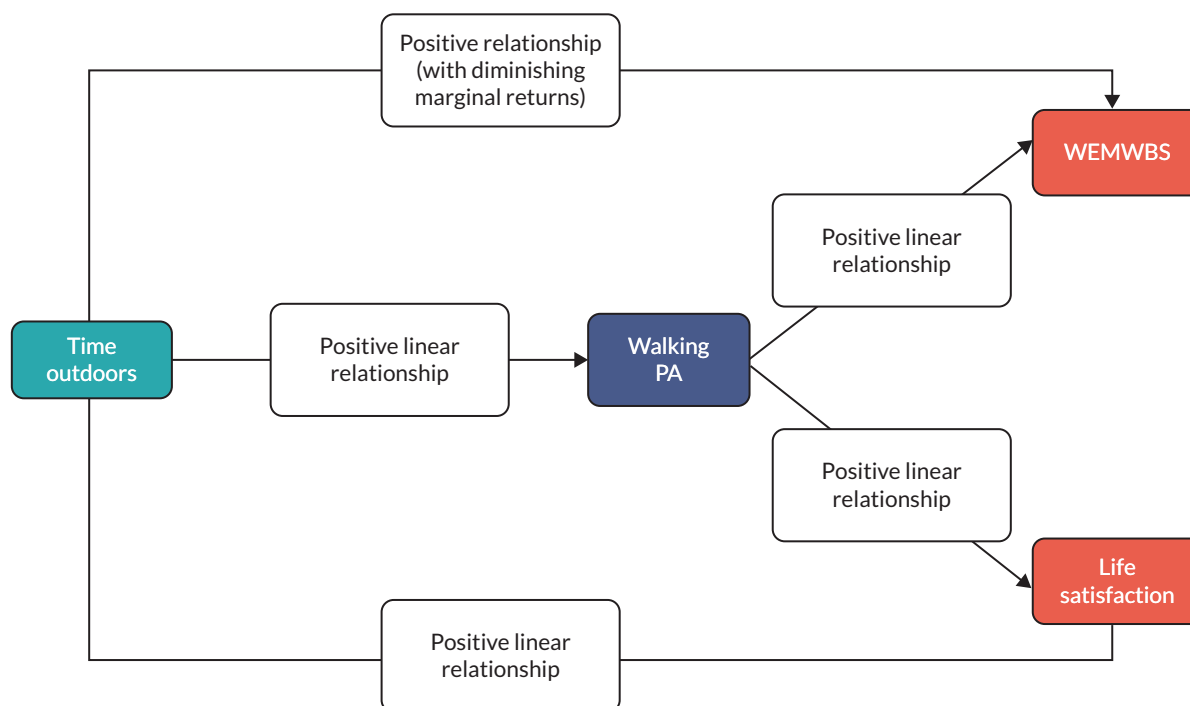 Positive relationship
(with diminishing
marginal returns)
WEMWBS
Positive linear
relationship
Time
outdoors
Positive linear
relationship
Walking
PA
Positive linear
relationship
Life
satisfaction
Positive linear
relationship